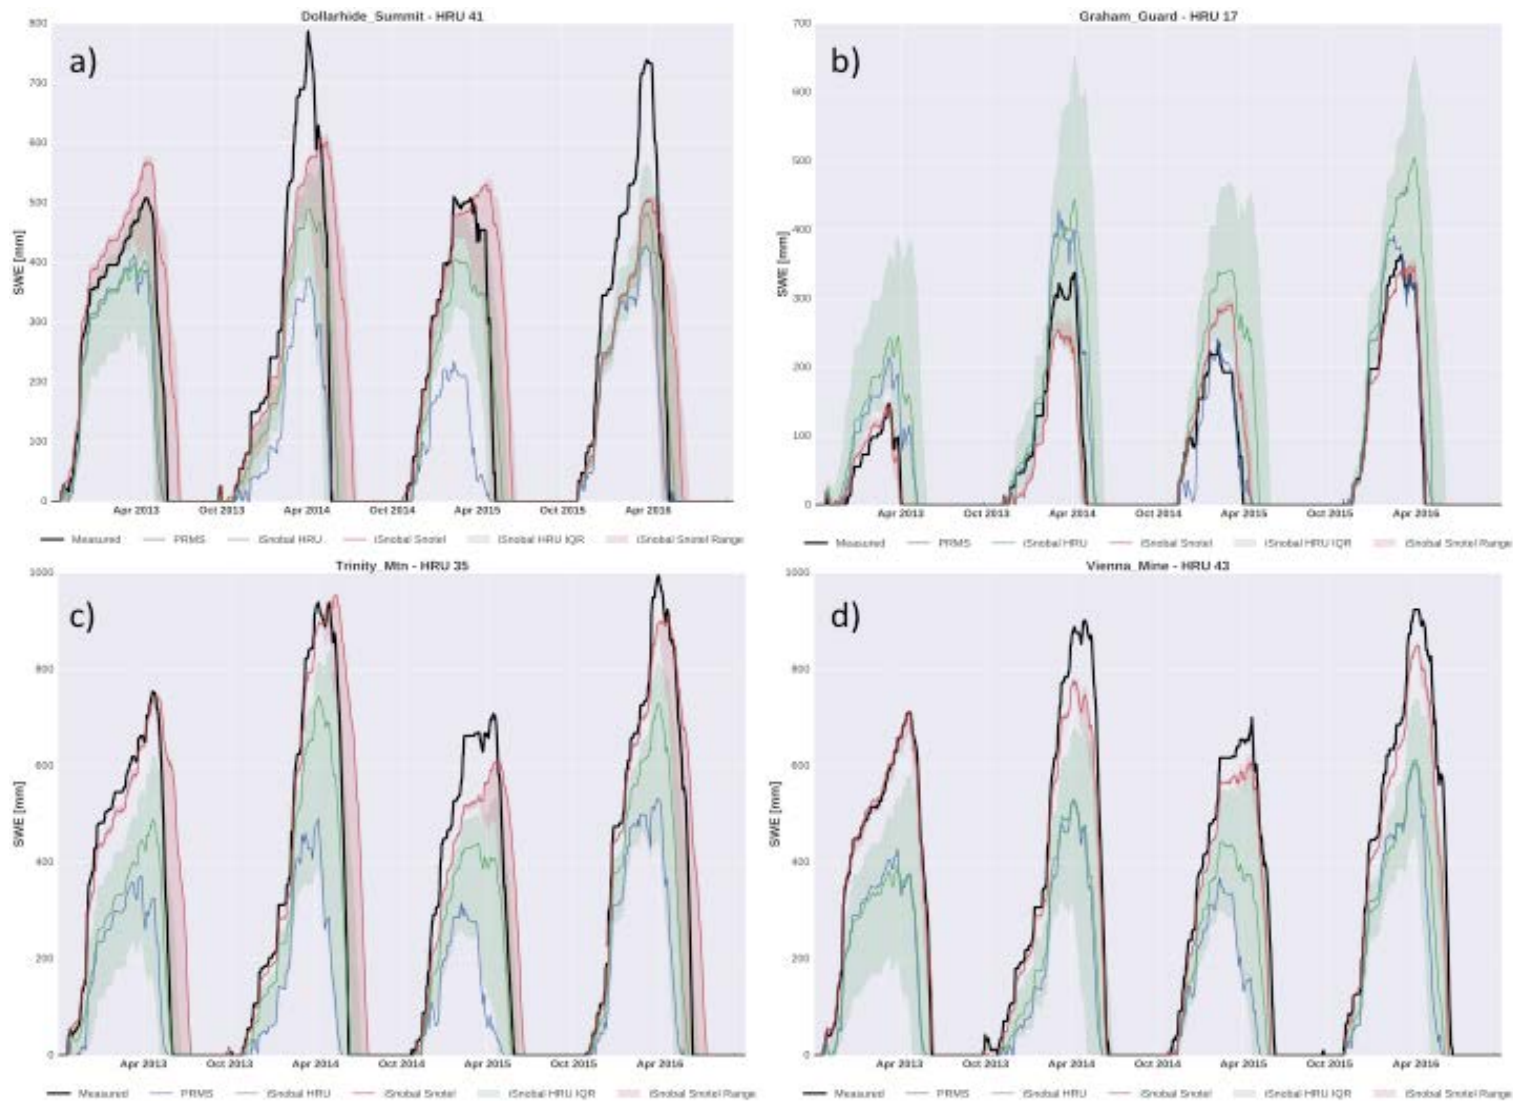 Dollarhide_Summit - HRU 41
a)
SWE [mm]
800
700
600
500
400
300
200
100
0
Apr 2013 Oct 2013 Apr 2014 Oct 2014 Apr 2015 Oct 2015 Apr 2016
Measured PRMS iSnobal HRU iSnobal Snotel iSnobal HRU IQR iSnobal Snotel Range
Graham_Guard - HRU 17
b)
SWE [mm]
700
600
500
400
300
200
100
0
Apr 2013 Oct 2013 Apr 2014 Oct 2014 Apr 2015 Oct 2015 Apr 2016
Measured PRMS iSnobal HRU iSnobal Snotel iSnobal HRU IQR iSnobal Snotel Range
Trinity_Mtn - HRU 35
c)
SWE [mm]
1000
800
600
400
200
0
Apr 2013 Oct 2013 Apr 2014 Oct 2014 Apr 2015 Oct 2015 Apr 2016
Measured PRMS iSnobal HRU iSnobal Snotel iSnobal HRU IQR iSnobal Snotel Range
Vienna_Mine - HRU 43
d)
SWE [mm]
1000
800
600
400
200
0
Apr 2013 Oct 2013 Apr 2014 Oct 2014 Apr 2015 Oct 2015 Apr 2016
Measured PRMS iSnobal HRU iSnobal Snotel iSnobal HRU IQR iSnobal Snotel Range